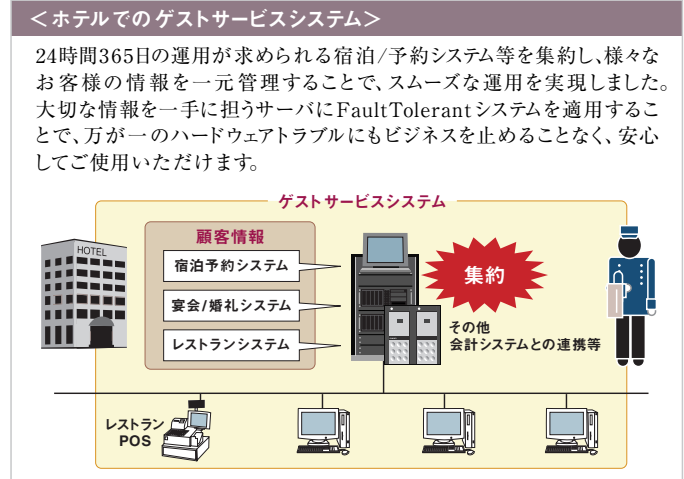 ＜ホテルでのゲストサービスシステム＞
24時間365日の運用が求められる宿泊/予約システム等を集約し、様々な
お客様の情報を一元管理することで、スムーズな運用を実現しました。
大切な情報を一手に担うサーバにFaultTolerantシステムを適用するこ
とで、万が一のハードウェアトラブルにもビジネスを止めることなく、安心
してご使用いただけます。
ゲストサービスシステム
HOTEL
顧客情報
宿泊予約システム
宴会/婚礼システム
レストランシステム
集約
その他
会計システムとの連携等
レストラン
POS